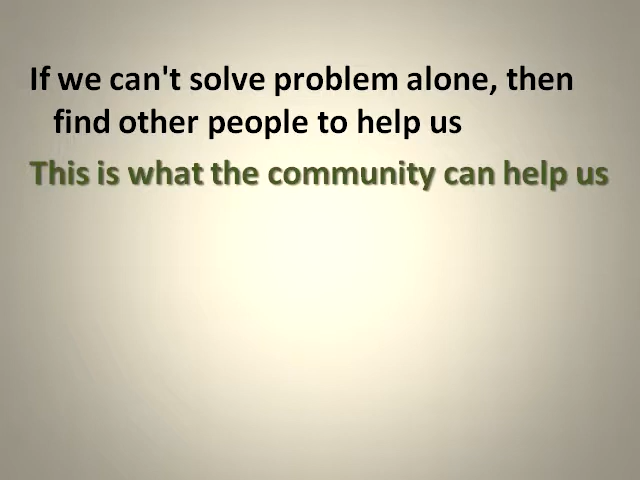 If we can't solve problem alone, then
find other people to help us
This is what the community can help us